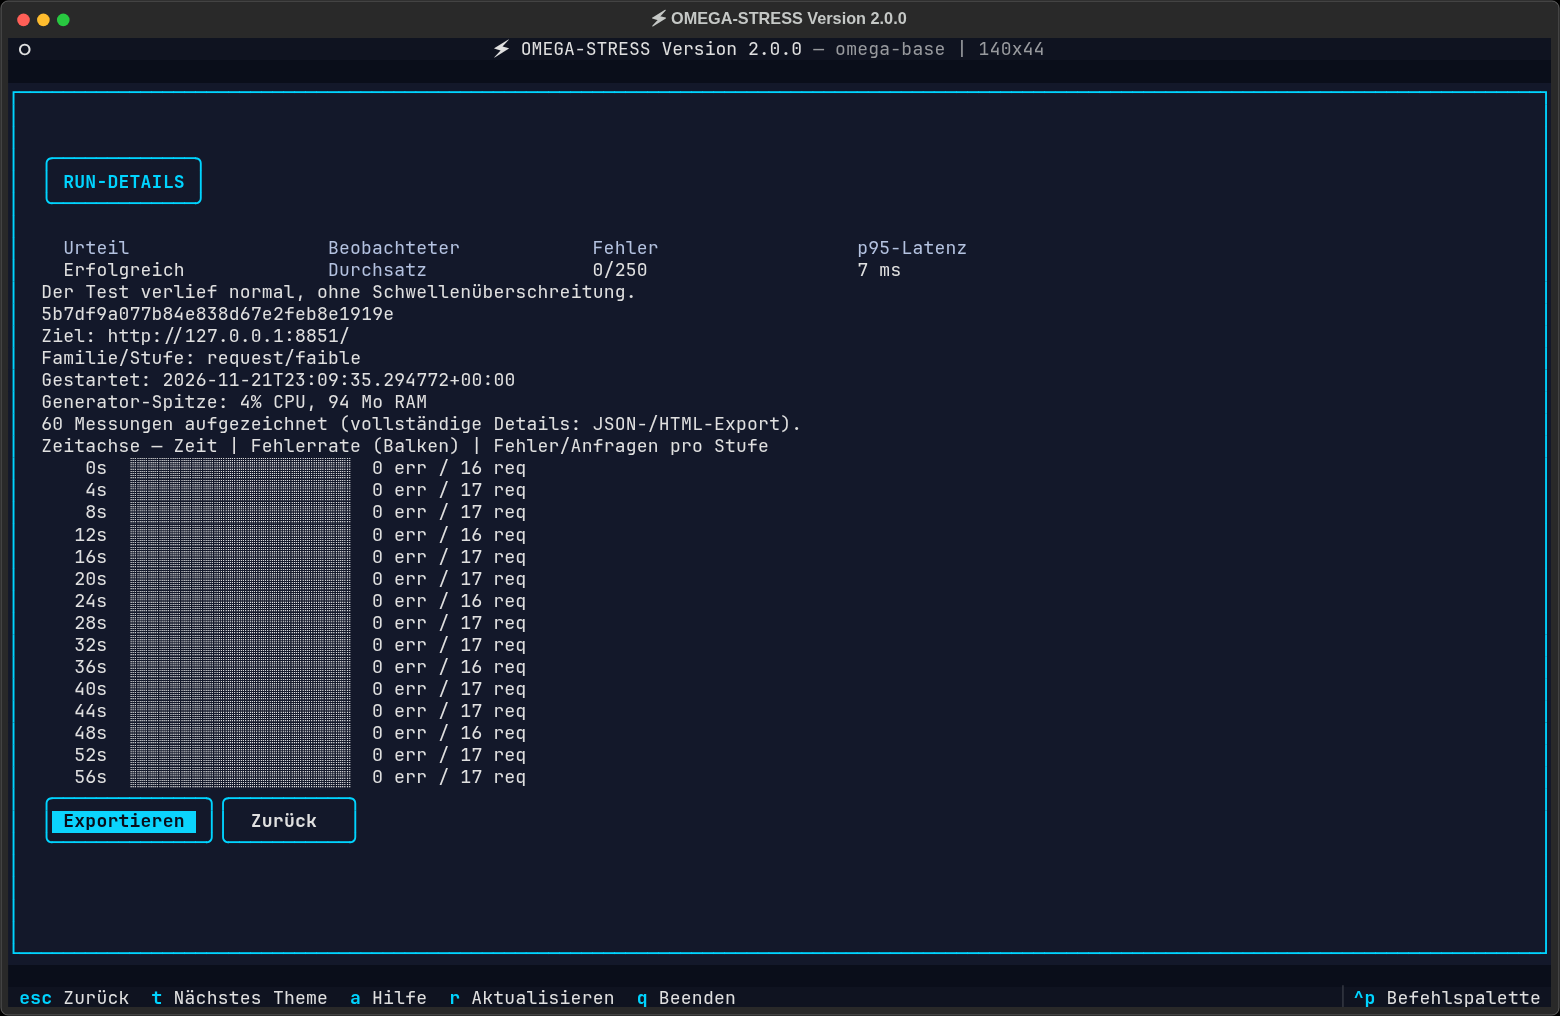 ⚡ OMEGA-STRESS Version 2.0.0
⚡ OMEGA-STRESS Version 2.0.0 — omega-base | 140x44
RUN-DETAILS
Urteil Beobachteter Fehler p95-Latenz
Erfolgreich Durchsatz 0/250 7 ms
Der Test verlief normal, ohne Schwellenüberschreitung.
5b7df9a077b84e838d67e2feb8e1919e
Ziel: http://127.0.0.1:8851/
Familie/Stufe: request/faible
Gestartet: 2026-11-21T23:09:35.294772+00:00
Generator-Spitze: 4% CPU, 94 Mo RAM
60 Messungen aufgezeichnet (vollständige Details: JSON-/HTML-Export).
Zeitachse — Zeit | Fehlerrate (Balken) | Fehler/Anfragen pro Stufe
0s 0 err / 16 req
4s 0 err / 17 req
8s 0 err / 17 req
12s 0 err / 16 req
16s 0 err / 17 req
20s 0 err / 17 req
24s 0 err / 16 req
28s 0 err / 17 req
32s 0 err / 17 req
36s 0 err / 16 req
40s 0 err / 17 req
44s 0 err / 17 req
48s 0 err / 16 req
52s 0 err / 17 req
56s 0 err / 17 req
Exportieren Zurück
esc Zurück t Nächstes Theme a Hilfe r Aktualisieren q Beenden ^p Befehlspalette